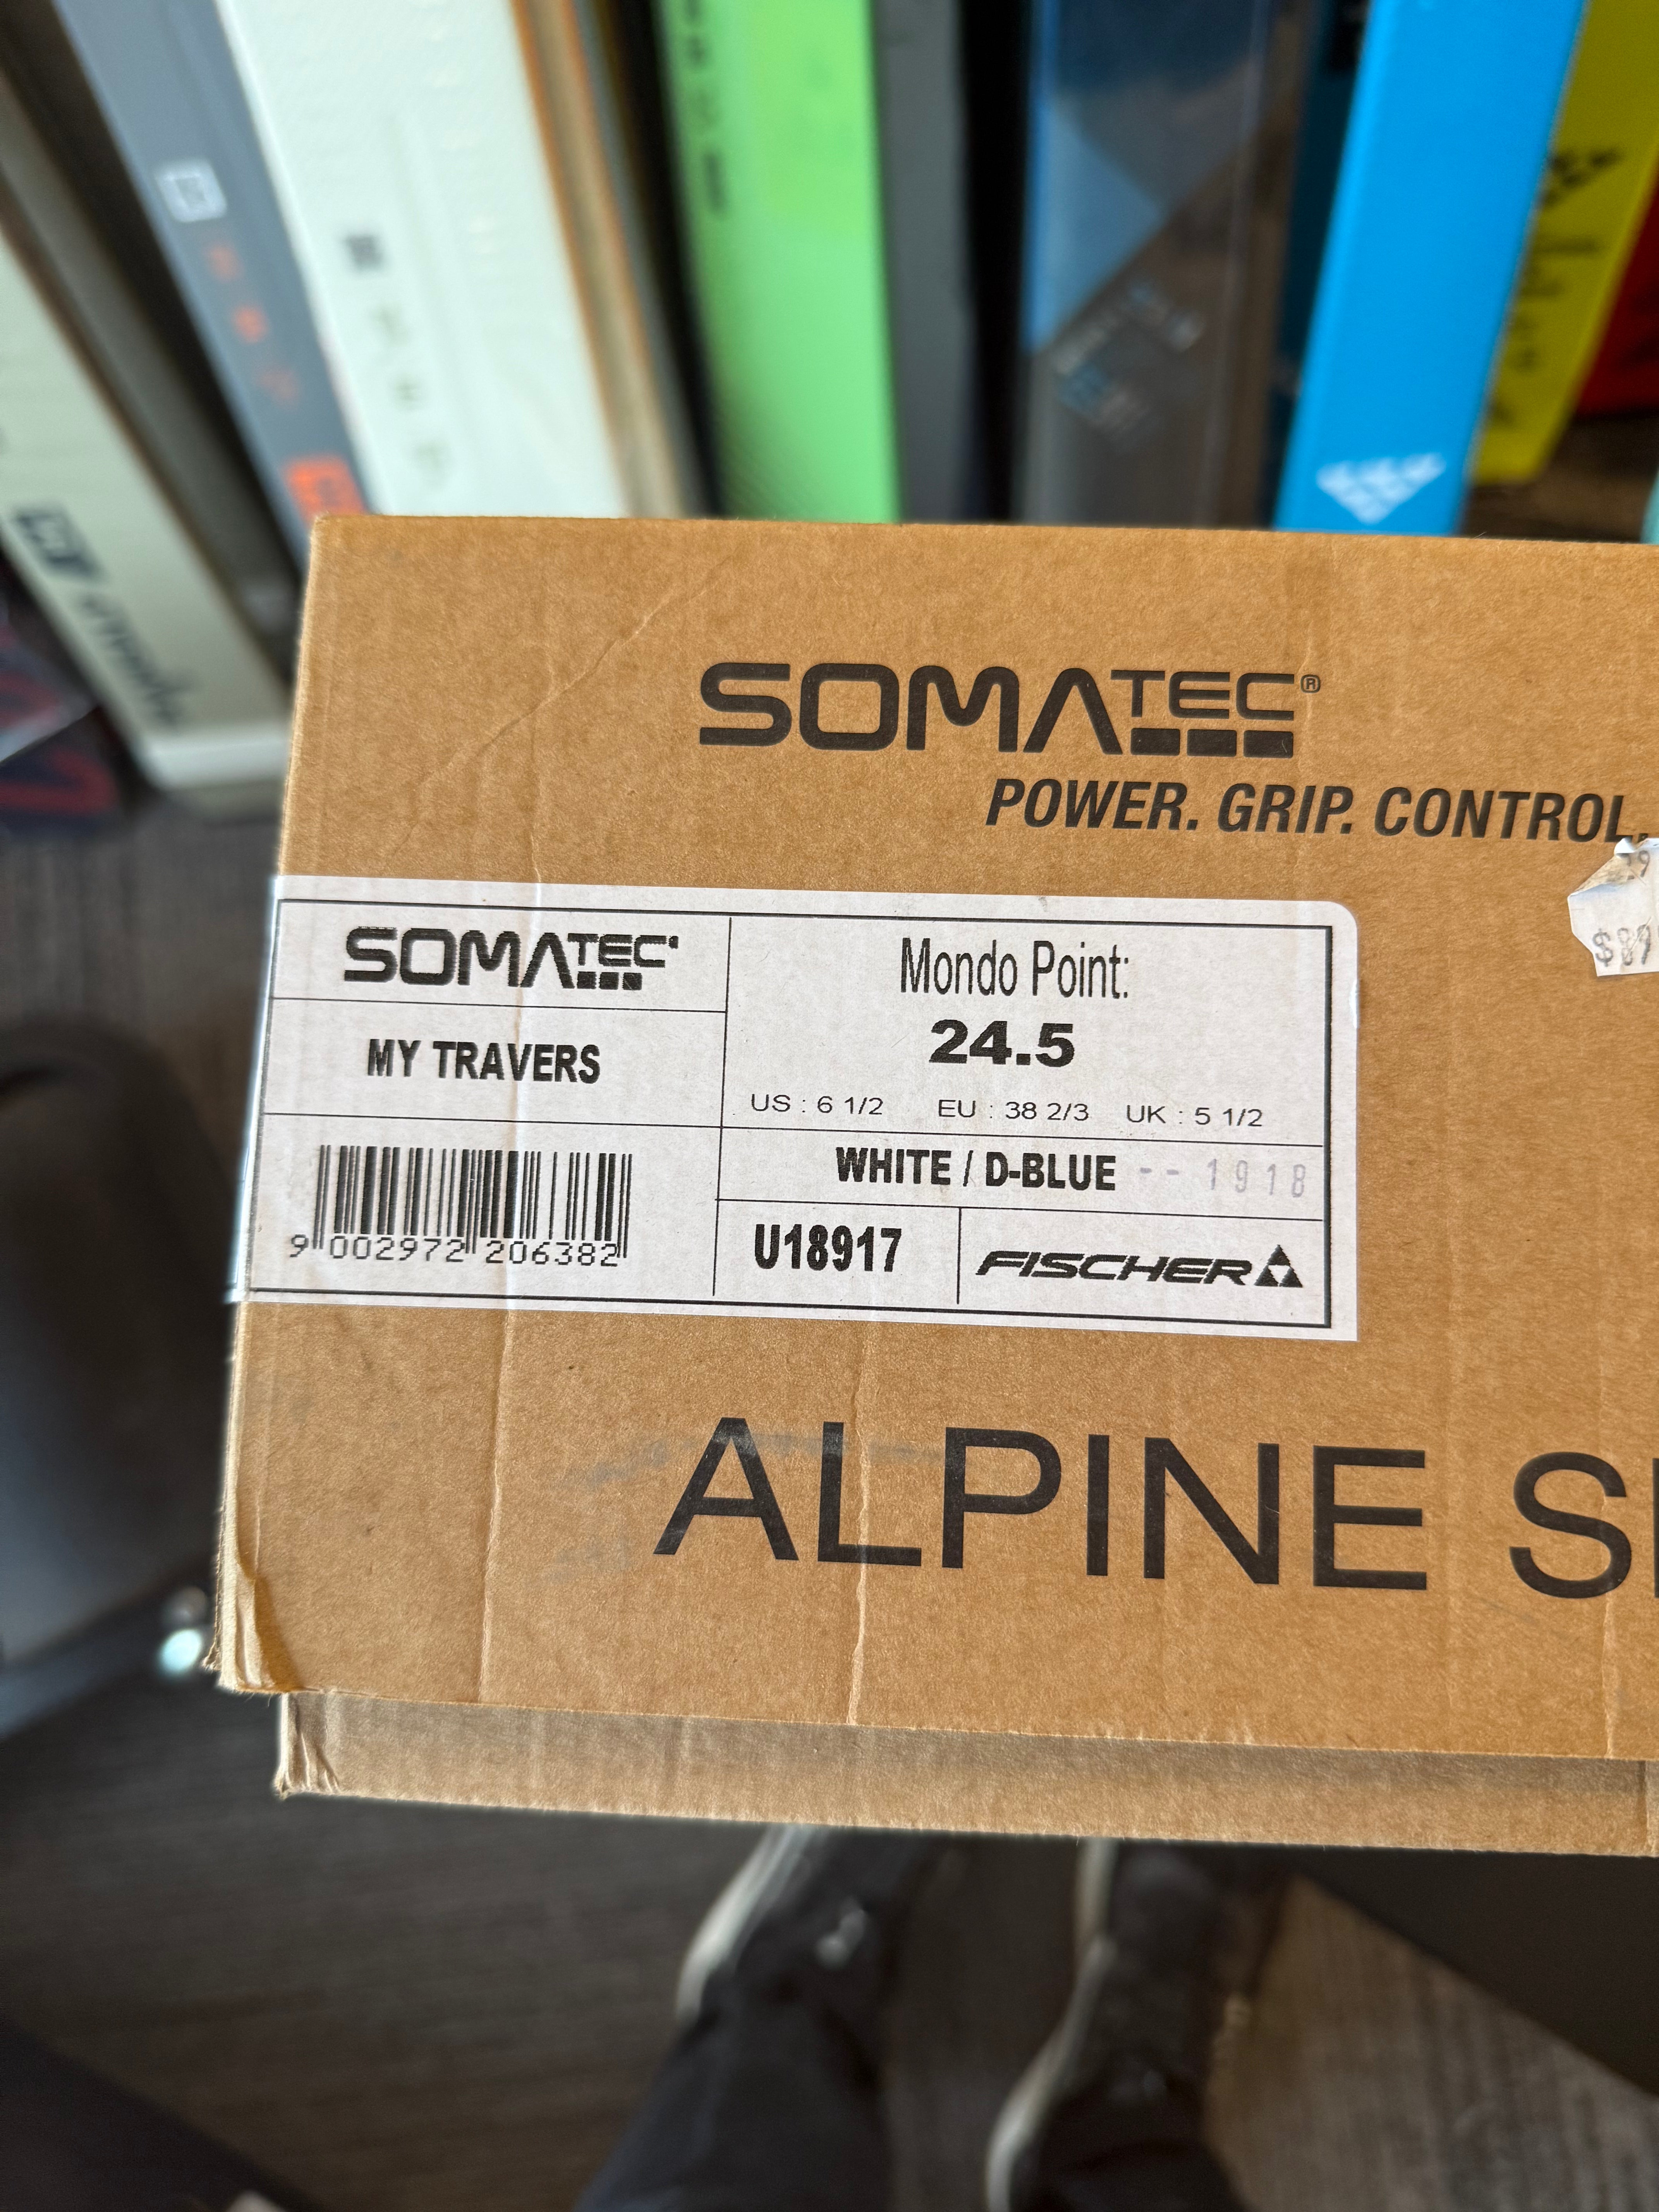 SOMATEC®
POWER. GRIP. CONTROL.
$89
SOMATEC
MY TRAVERS
9 002972 206382
Mondo Point:
24.5
US : 6 1/2 EU : 38 2/3 UK : 5 1/2
WHITE / D-BLUE -- 1918
U18917
FISCHER
ALPINE